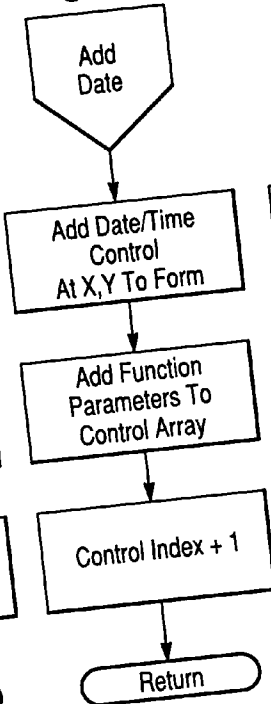 Add
Date
Add Date/Time
Control
At X,Y To Form
Add Function
Parameters To
Control Array
Control Index + 1
Return